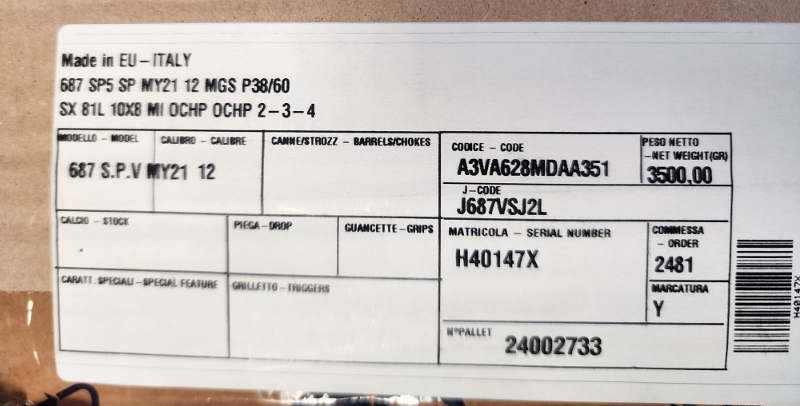 Made in EU-ITALY
687 SP5 SP MY21 12 MGS P38/60
SX 81L 10X8 MI OCHP OCHP 2-3-4
MODELLO - MODEL
CALIBRO - CALIBRE
CANNE/STROZZ - BARRELS/CHOKES
687 S.P.V MY21 12
CODICE - CODE
A3VA628MDAA351
PESO NETTO
-NET WEIGHT(GR)
3500,00
J-CODE
J687VSJ2L
CALCIO - STOCK
PIEGA-DROP
GUANCETTE-GRIPS
MATRICOLA - SERIAL NUMBER
H40147X
COMMESSA
- ORDER
2481
CARATT. SPECIALI-SPECIAL FEATURE
GRILLETTO-TRIGGERS
MARCATURA
Y
N°PALLET
24002733
H40147X